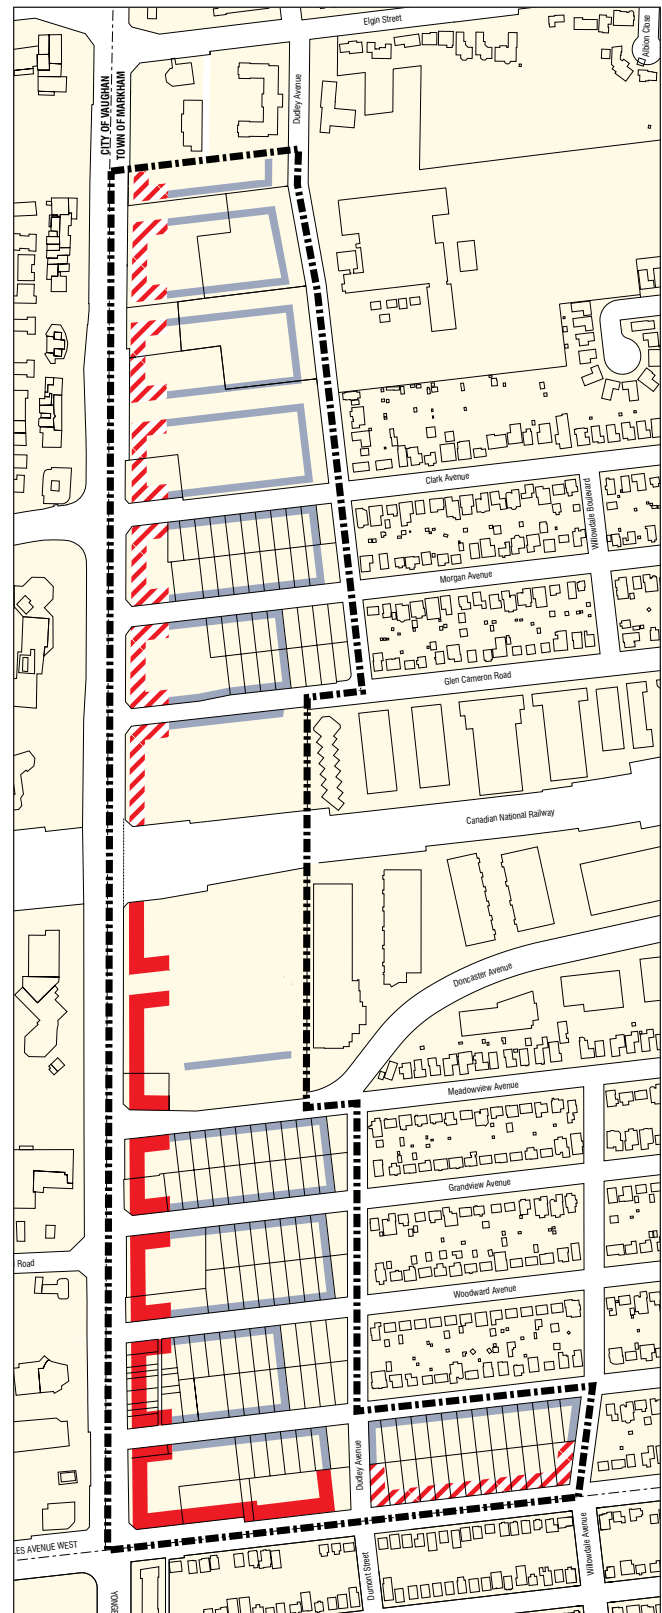 Elgin Street
Albion Close
Dudley Avenue
CITY OF VAUGHAN
TOWN OF MARKHAM
Clark Avenue
Willowdale Boulevard
Morgan Avenue
Glen Cameron Road
Canadian National Railway
Doncaster Avenue
Meadowview Avenue
Grandview Avenue
Road
Woodward Avenue
Dudley Avenue
LES AVENUE WEST
Willowdale Avenue
Dumont Street
YONGE